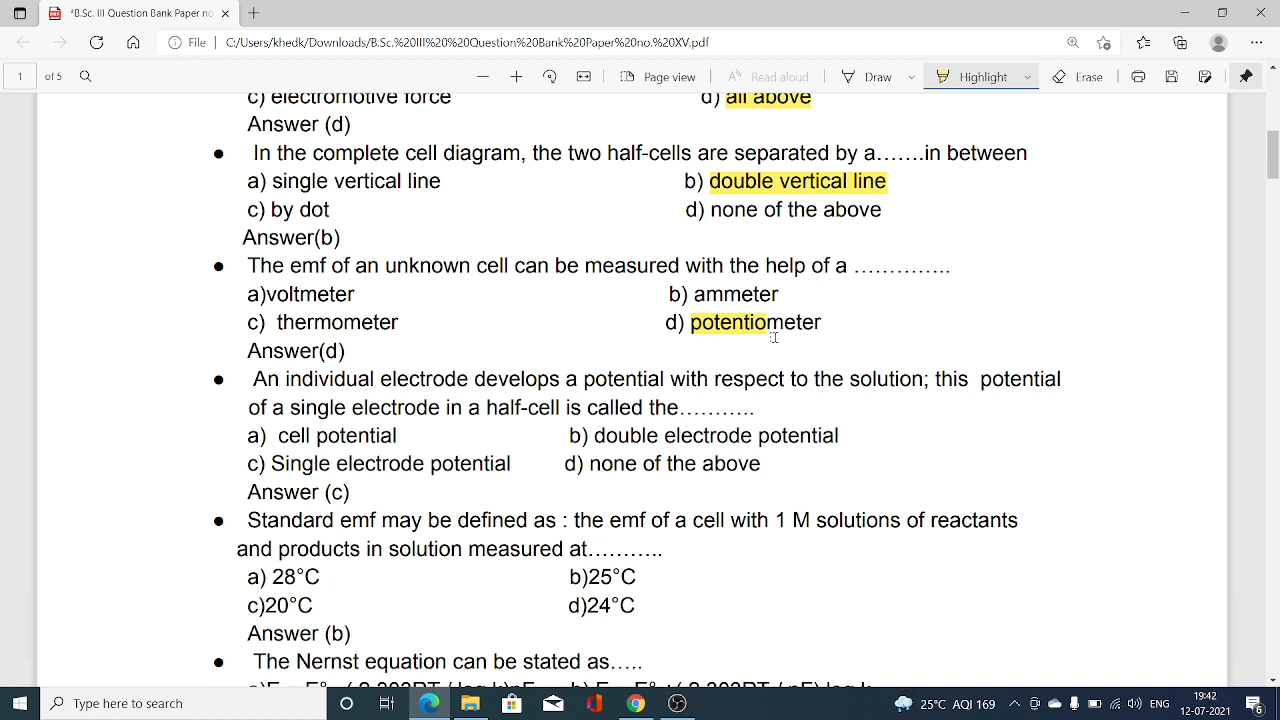 *B.Sc. III Question Bank Paper no
File
C:/Users/khedk/Downloads/B.Sc.%20III%20%20Question%20Bank%20Paper%20no.%20XV.pdf
1 of 5
Page view
Read aloud
Draw
Highlight
Erase
c) electromotive force d) all above
Answer (d)
● In the complete cell diagram, the two half-cells are separated by a…….in between
a) single vertical line b) double vertical line
c) by dot d) none of the above
Answer(b)
● The emf of an unknown cell can be measured with the help of a …………..
a)voltmeter b) ammeter
c) thermometer d) potentiometer
Answer(d)
● An individual electrode develops a potential with respect to the solution; this potential
of a single electrode in a half-cell is called the………..
a) cell potential b) double electrode potential
c) Single electrode potential d) none of the above
Answer (c)
● Standard emf may be defined as : the emf of a cell with 1 M solutions of reactants
and products in solution measured at………..
a) 28°C b)25°C
c)20°C d)24°C
Answer (b)
● The Nernst equation can be stated as…..
Type here to search
25°C AQI 169
ENG
19:42
12-07-2021
6